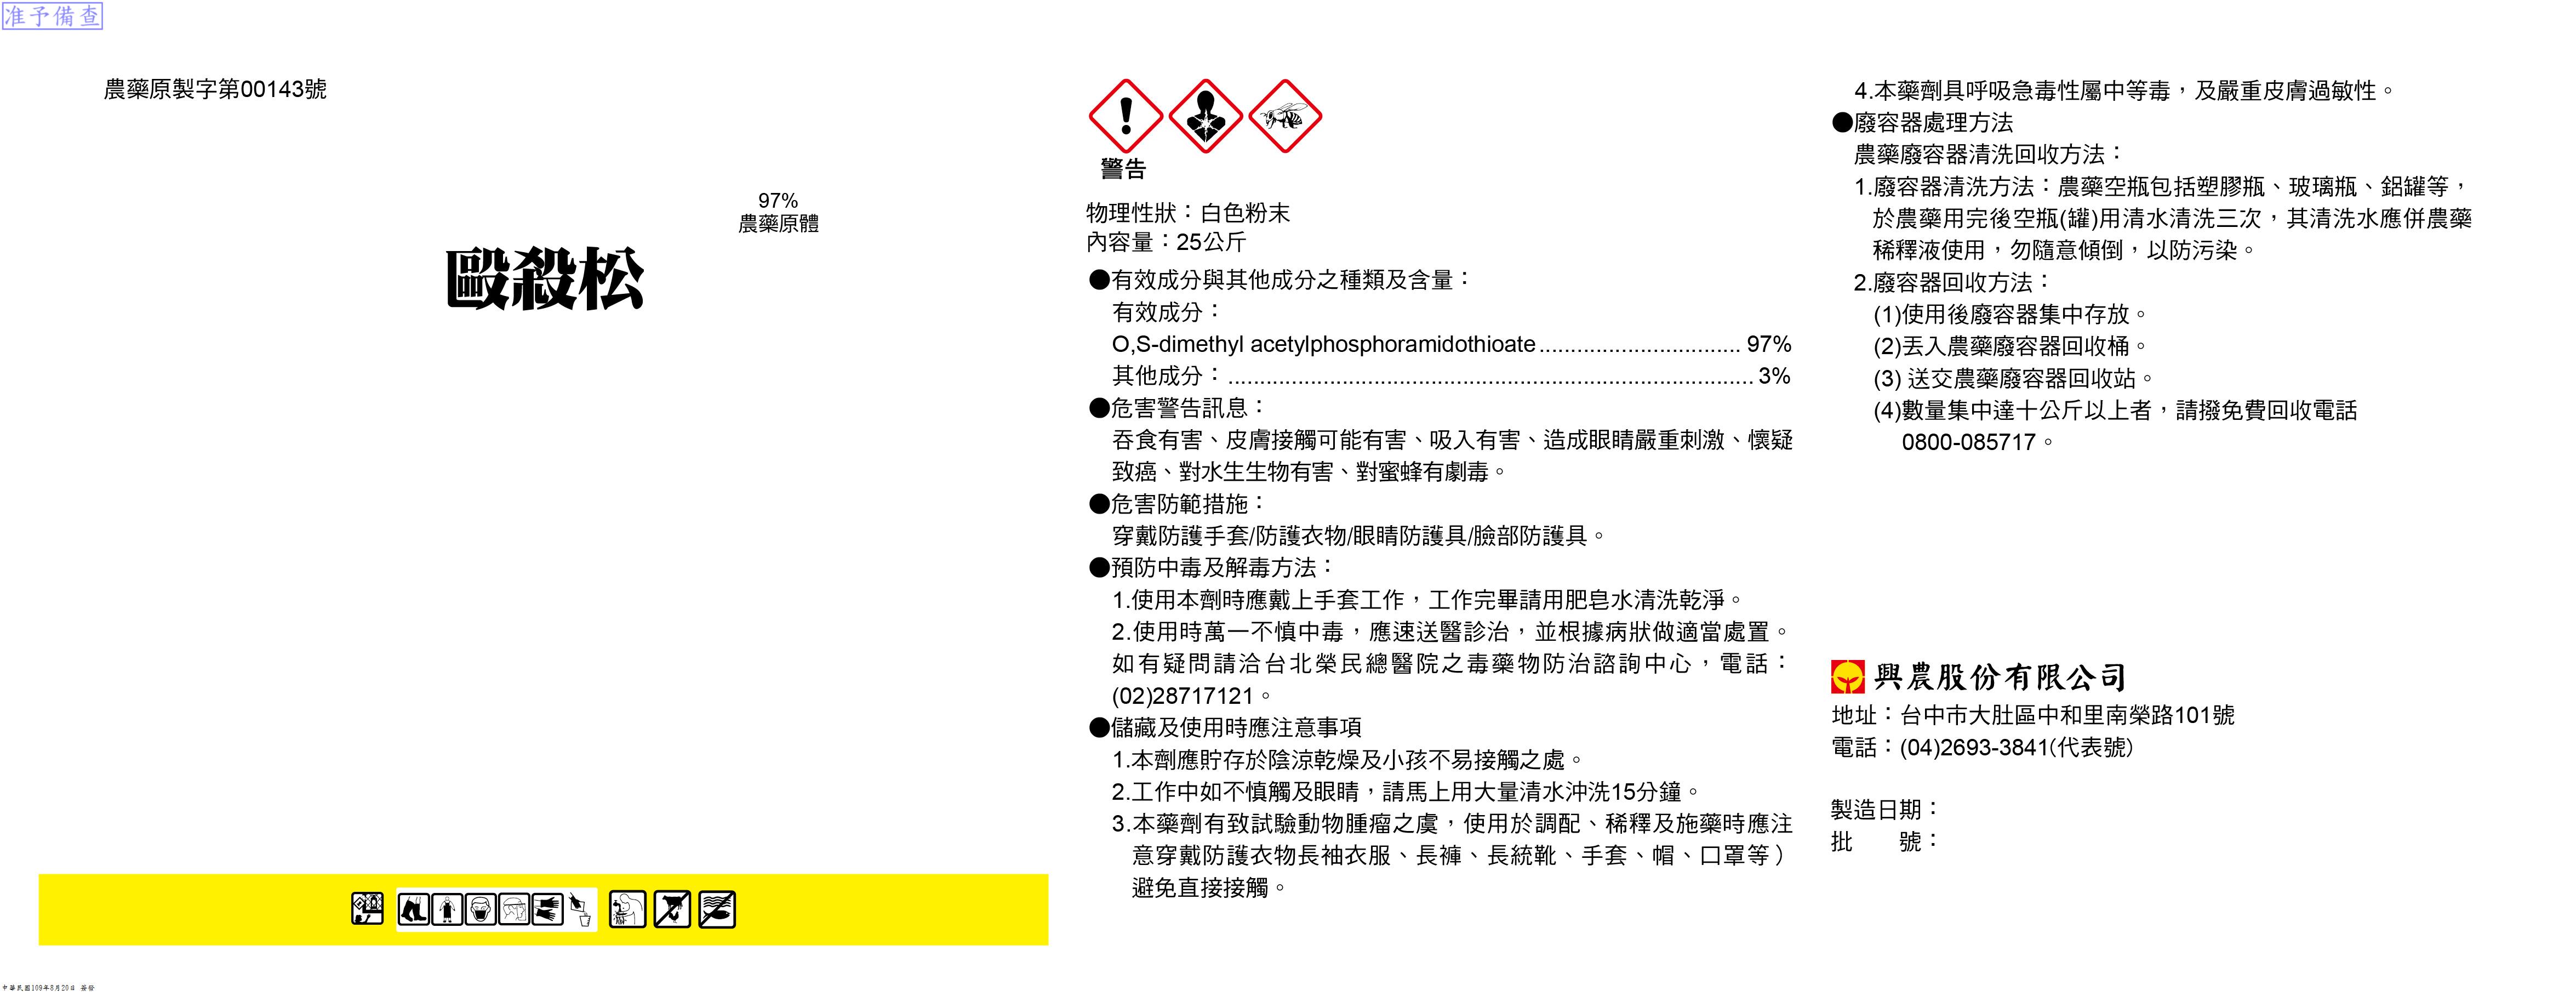 准予備查
農藥原製字第00143號
97%
農藥原體
毆殺松
警告
物理性狀：白色粉末
內容量：25公斤
●有效成分與其他成分之種類及含量：
有效成分：
O,S-dimethyl acetylphosphoramidothioate................................ 97%
其他成分：................................................................................... 3%
●危害警告訊息：
吞食有害、皮膚接觸可能有害、吸入有害、造成眼睛嚴重刺激、懷疑
致癌、對水生生物有害、對蜜蜂有劇毒。
●危害防範措施：
穿戴防護手套/防護衣物/眼睛防護具/臉部防護具。
●預防中毒及解毒方法：
1.使用本劑時應戴上手套工作，工作完畢請用肥皂水清洗乾淨。
2.使用時萬一不慎中毒，應速送醫診治，並根據病狀做適當處置。
如有疑問請洽台北榮民總醫院之毒藥物防治諮詢中心，電話：
(02)28717121。
●儲藏及使用時應注意事項
1.本劑應貯存於陰涼乾燥及小孩不易接觸之處。
2.工作中如不慎觸及眼睛，請馬上用大量清水沖洗15分鐘。
3.本藥劑有致試驗動物腫瘤之虞，使用於調配、稀釋及施藥時應注
意穿戴防護衣物長袖衣服、長褲、長統靴、手套、帽、口罩等）
避免直接接觸。
4.本藥劑具呼吸急毒性屬中等毒，及嚴重皮膚過敏性。
●廢容器處理方法
農藥廢容器清洗回收方法：
1.廢容器清洗方法：農藥空瓶包括塑膠瓶、玻璃瓶、鋁罐等，
於農藥用完後空瓶(罐)用清水清洗三次，其清洗水應併農藥
稀釋液使用，勿隨意傾倒，以防污染。
2.廢容器回收方法：
(1)使用後廢容器集中存放。
(2)丟入農藥廢容器回收桶。
(3) 送交農藥廢容器回收站。
(4)數量集中達十公斤以上者，請撥免費回收電話
0800-085717。
興農股份有限公司
地址：台中市大肚區中和里南榮路101號
電話：(04)2693-3841(代表號)
製造日期：
批　　號：
中華民國109年8月20日 簽發